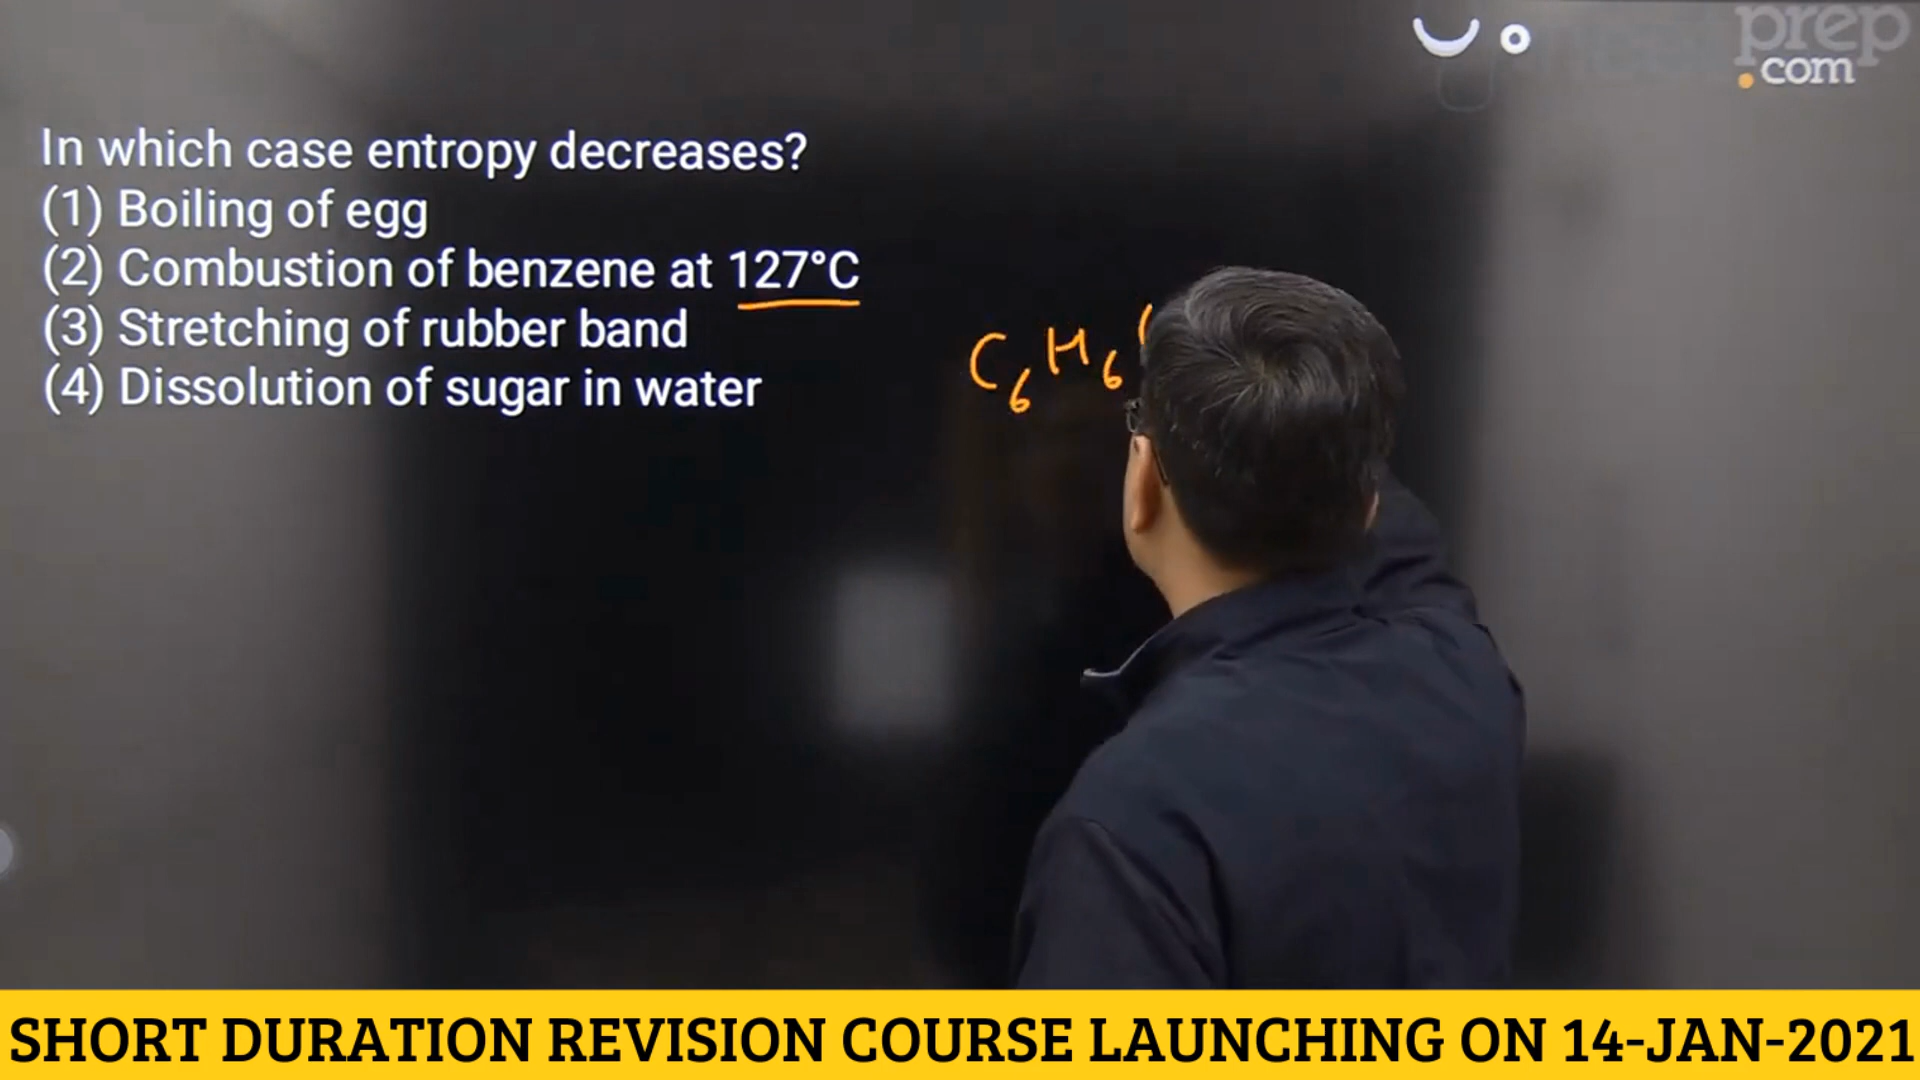 prep
.com
In which case entropy decreases?
(1) Boiling of egg
(2) Combustion of benzene at 127°C
(3) Stretching of rubber band
(4) Dissolution of sugar in water
C₆H₆(
SHORT DURATION REVISION COURSE LAUNCHING ON 14-JAN-2021